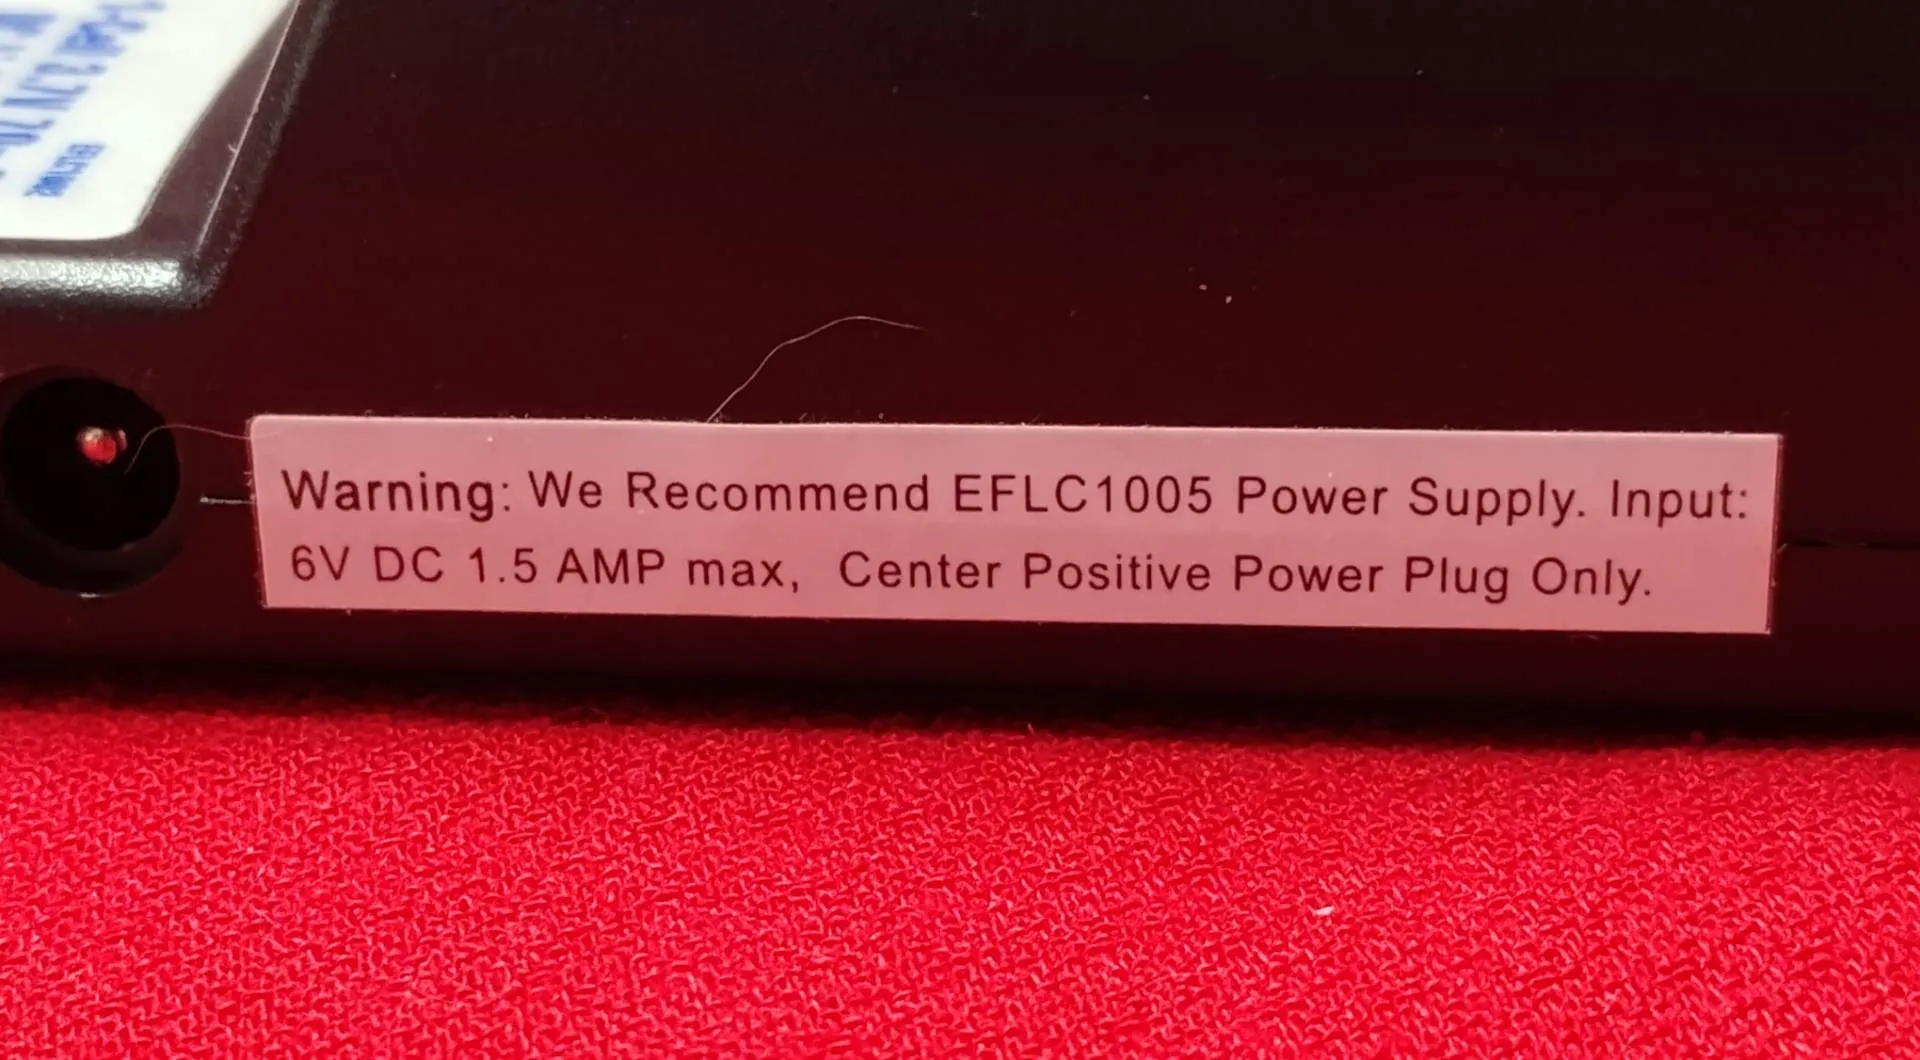 Warning: We Recommend EFLC1005 Power Supply. Input:
6V DC 1.5 AMP max, Center Positive Power Plug Only.